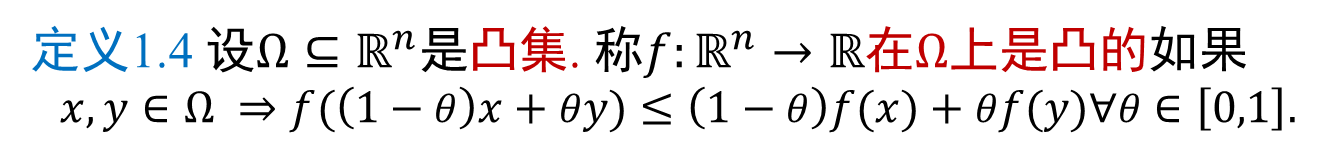 定义1.4 设Ω ⊆ ℝⁿ是凸集. 称f: ℝⁿ → ℝ在Ω上是凸的如果
x, y ∈ Ω ⇒ f((1 − θ)x + θy) ≤ (1 − θ)f(x) + θf(y)∀θ ∈ [0,1].